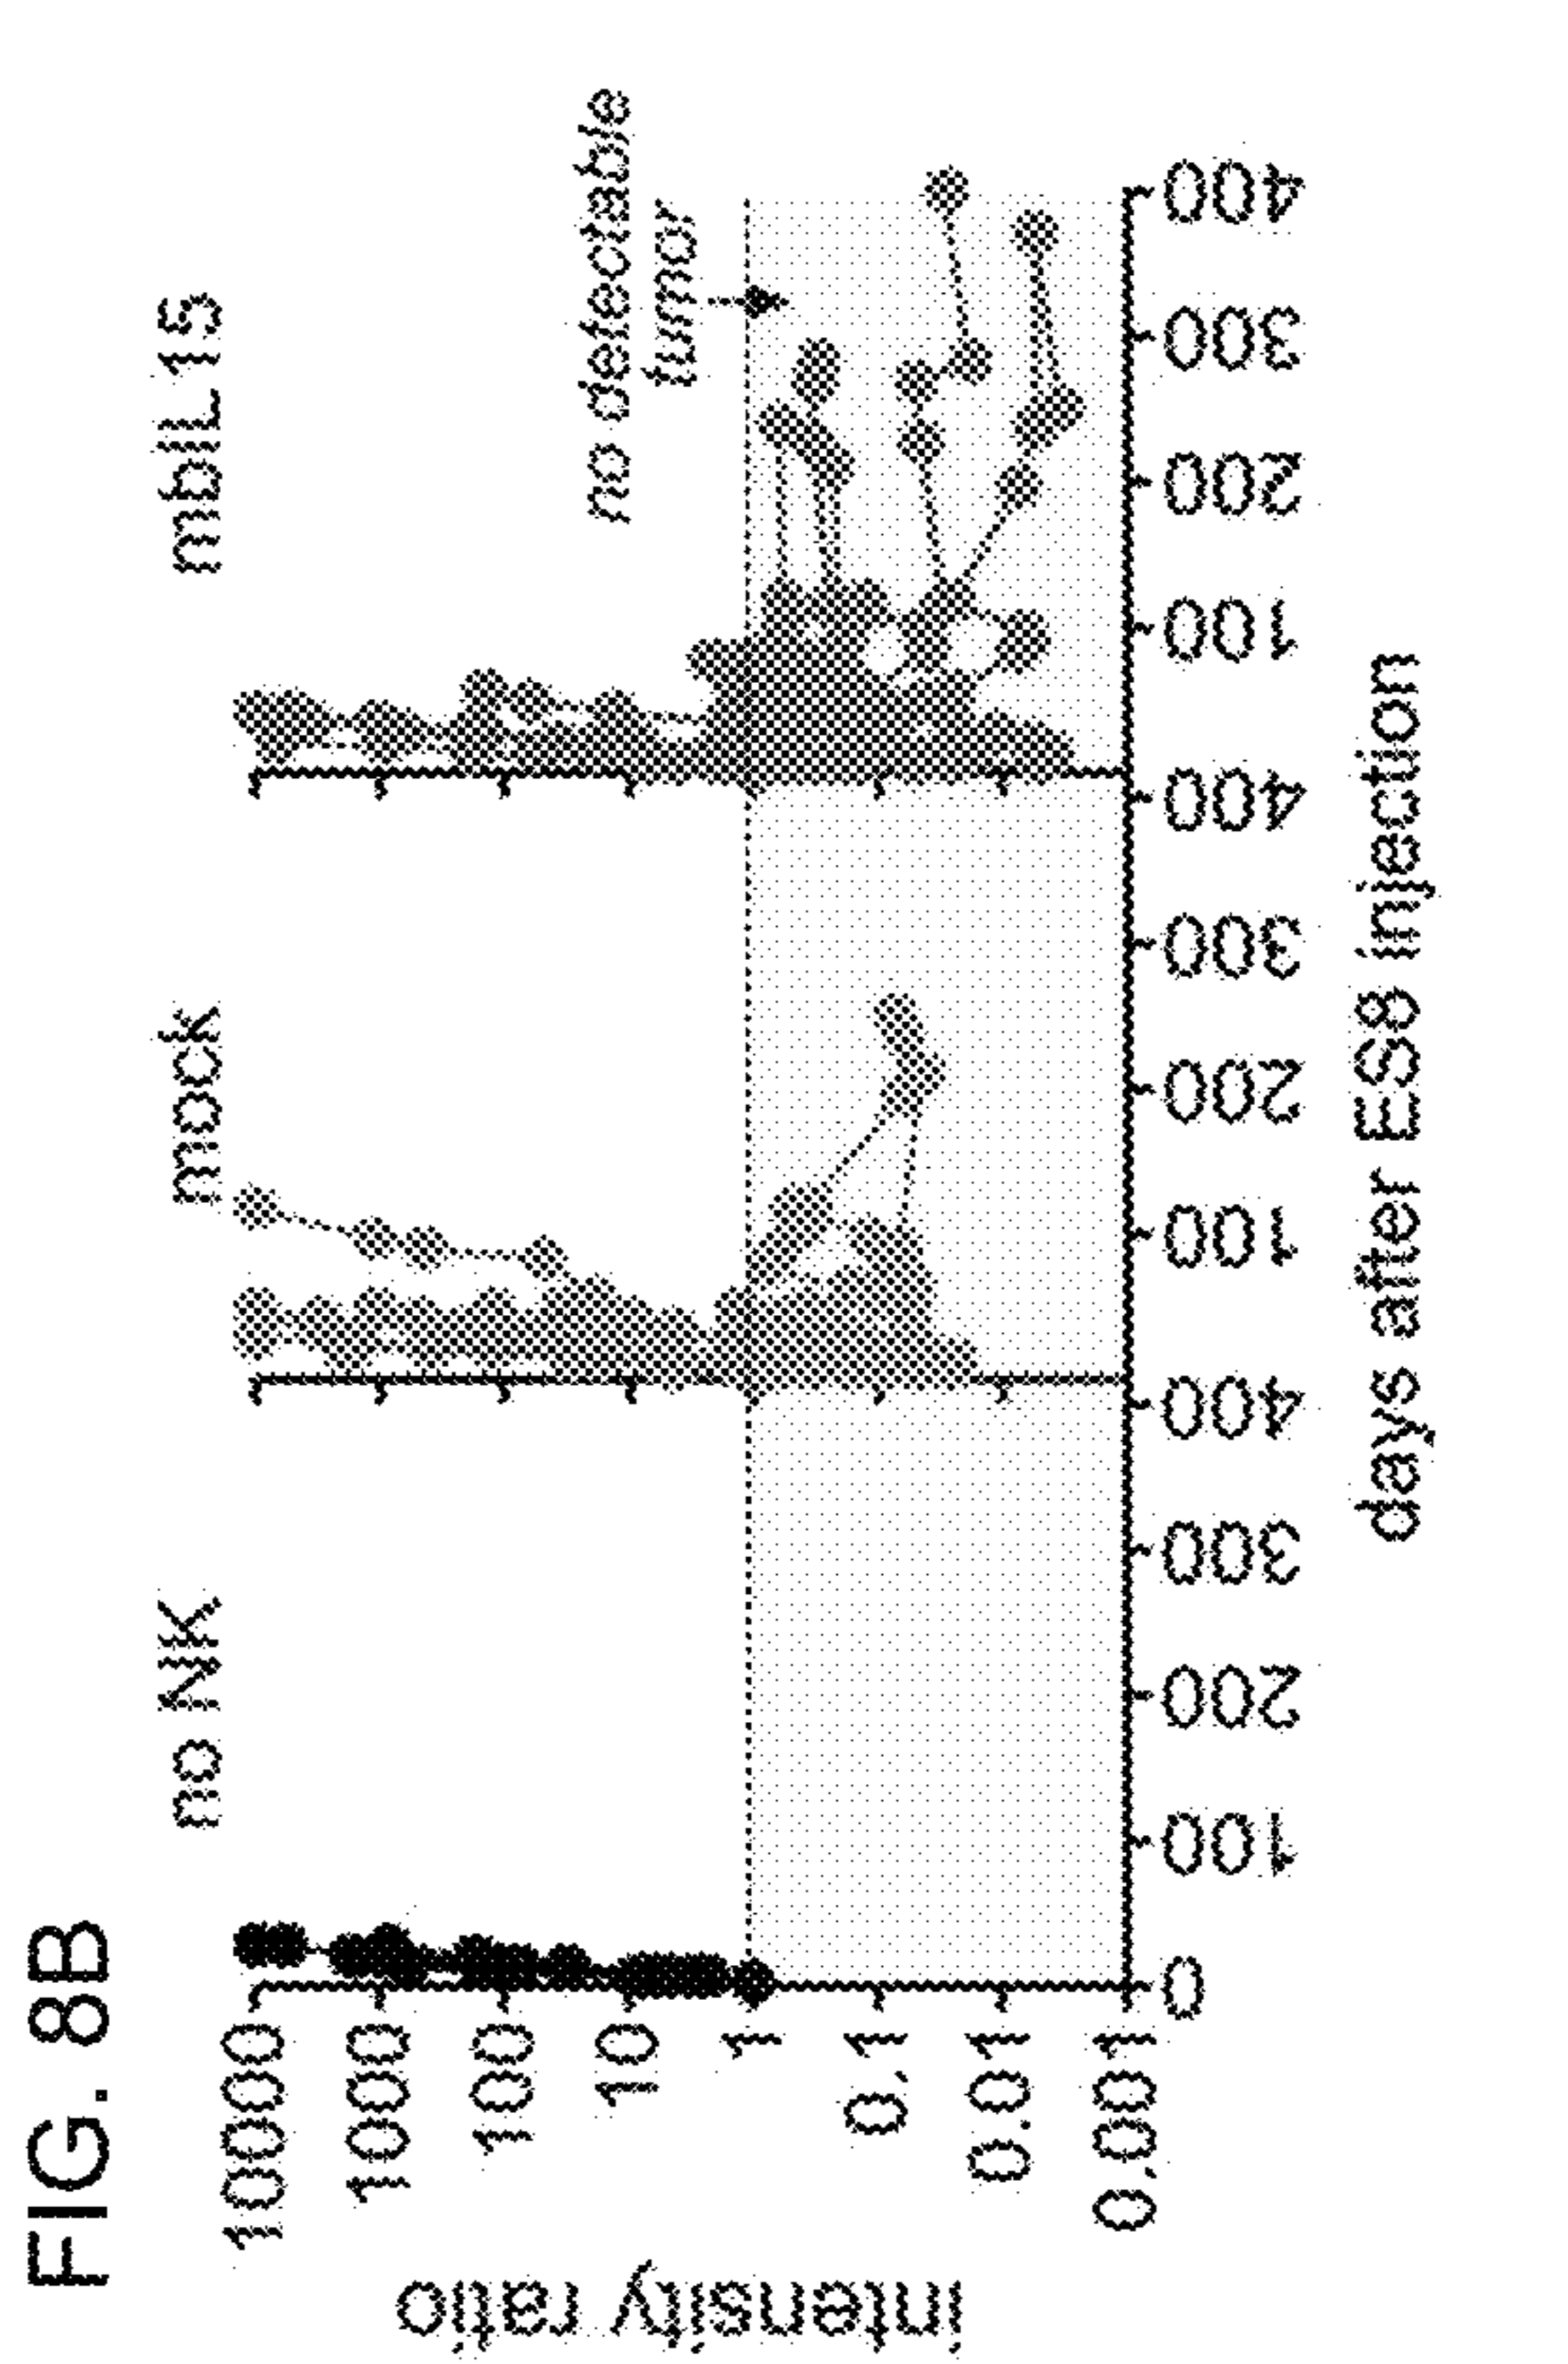 FIG. 8B
no NK
mock
mbIL15
no detectable
tumor
intensity ratio
10000
1000
100
10
1
0.1
0.01
0.001
0
100
200
300
400
100
200
300
400
100
200
300
400
days after ES8 injection